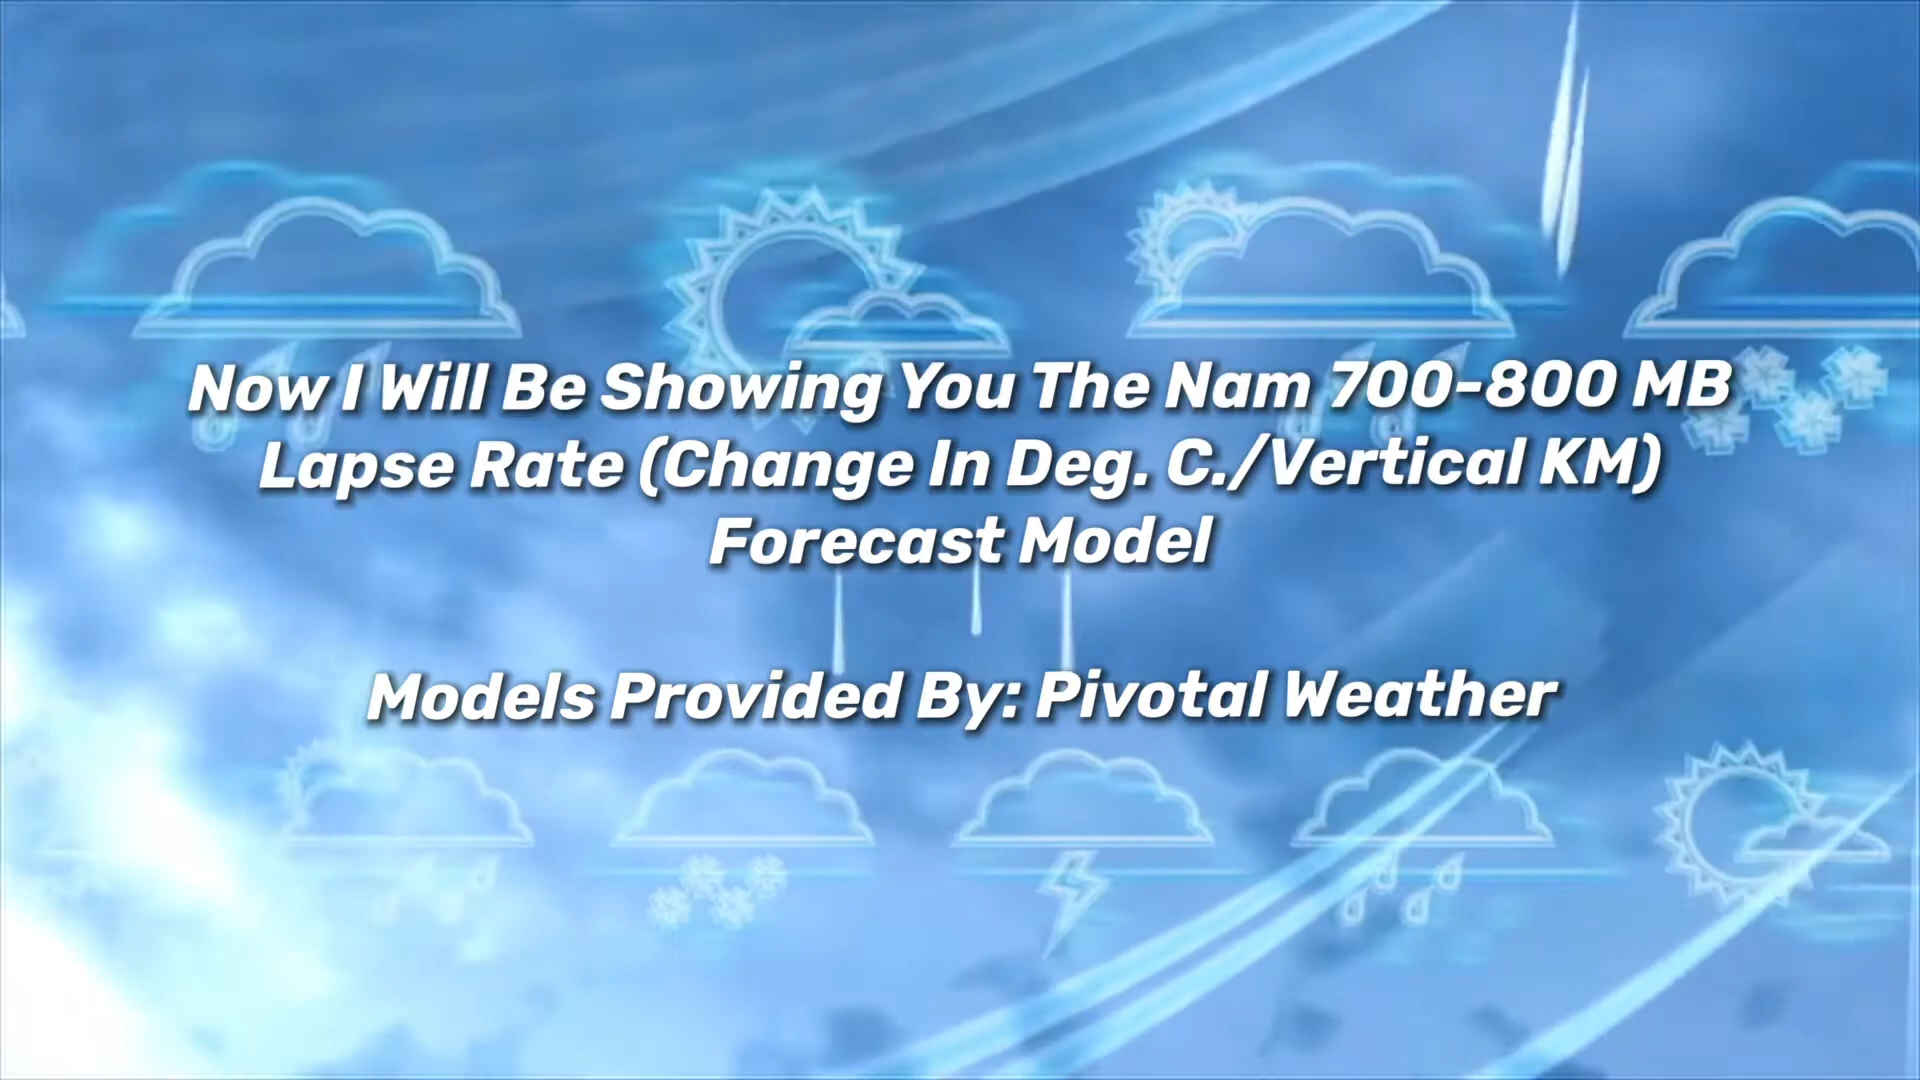 Now I Will Be Showing You The Nam 700-800 MB
Lapse Rate (Change In Deg. C./Vertical KM)
Forecast Model
Models Provided By: Pivotal Weather